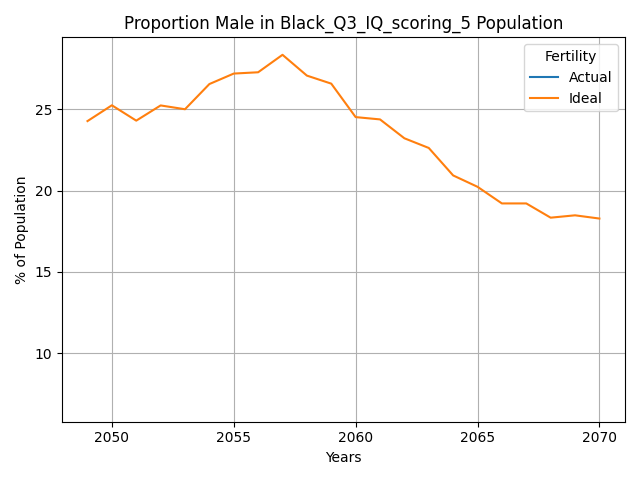 Proportion Male in Black_Q3_IQ_scoring_5 Population
Fertility
Actual
Ideal
% of Population
25
20
15
10
2050
2055
2060
2065
2070
Years